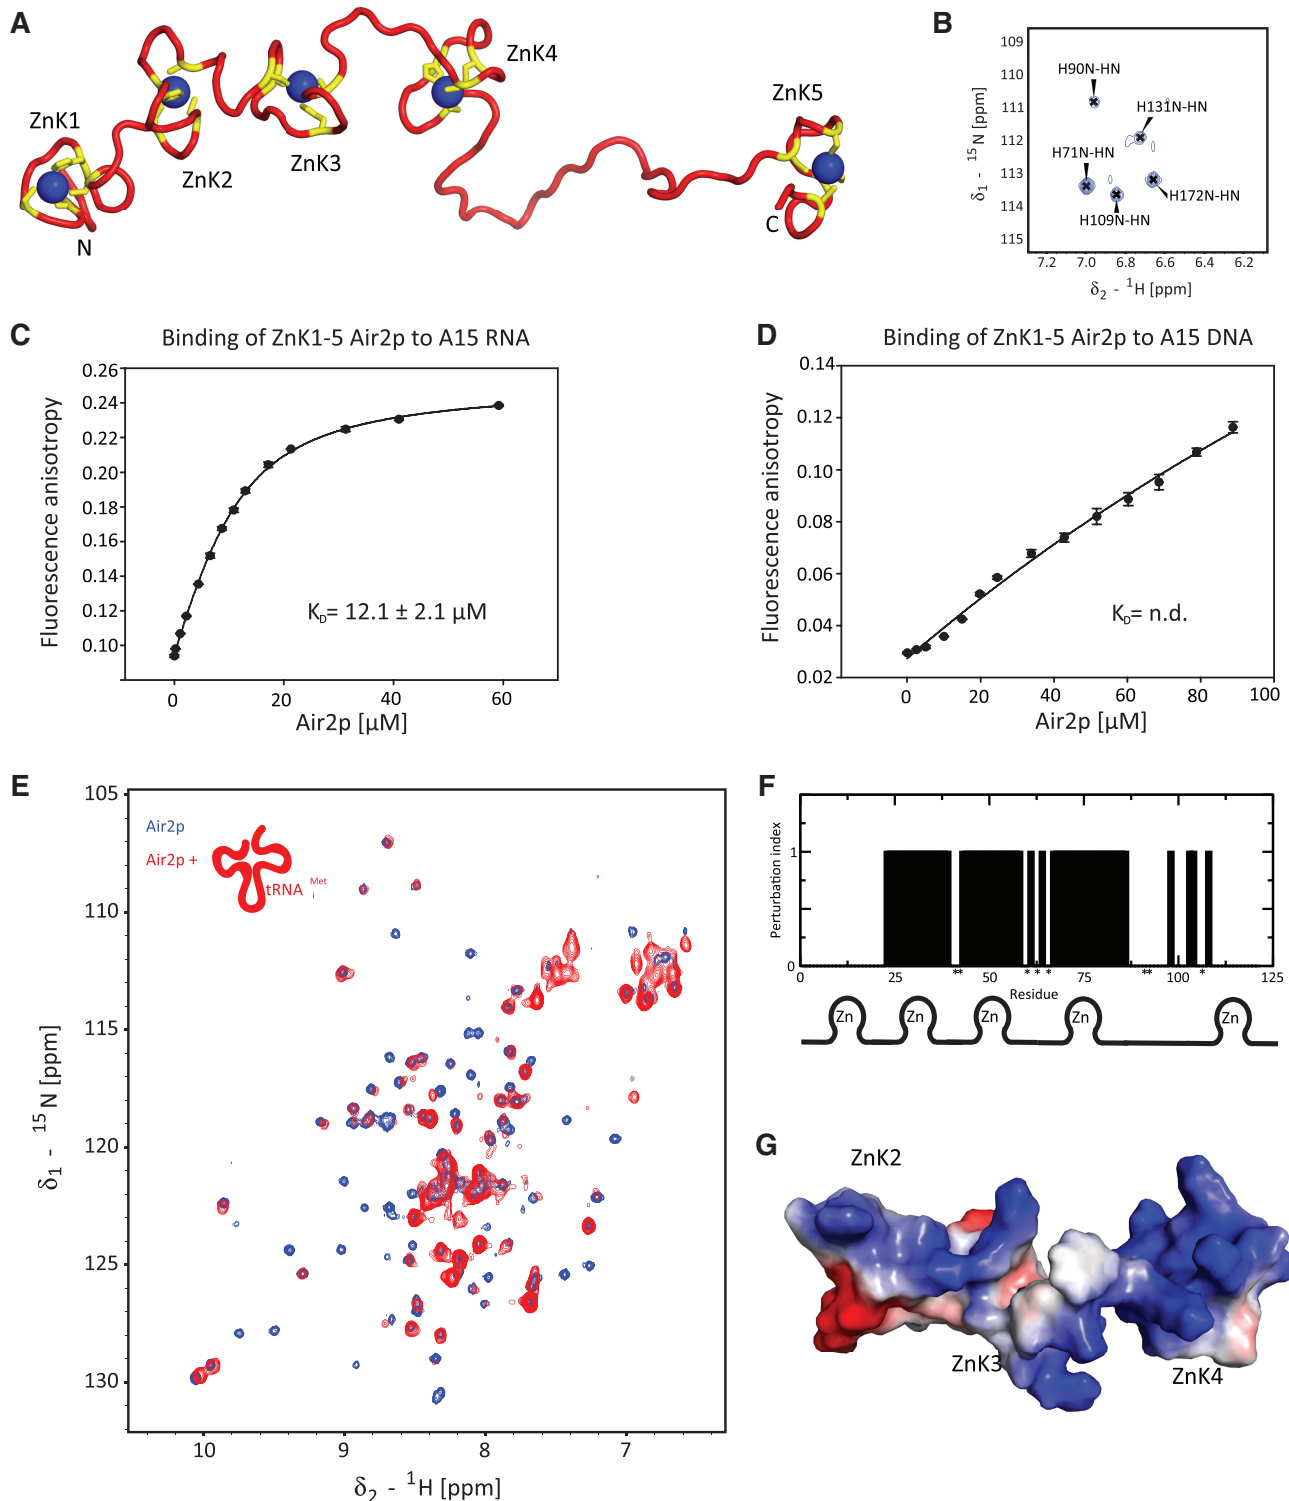 A
ZnK1
ZnK2
ZnK3
ZnK4
ZnK5
N
C
B
109
110
111
112
113
114
115
δ1 - 15N [ppm]
H90N-HN
H131N-HN
H71N-HN
H172N-HN
H109N-HN
7.2 7.0 6.8 6.6 6.4 6.2
δ2 - 1H [ppm]
C
Binding of ZnK1-5 Air2p to A15 RNA
0.26
0.24
0.22
0.20
0.18
0.16
0.14
0.12
0.10
Fluorescence anisotropy
KD= 12.1 ± 2.1 µM
0 20 40 60
Air2p [µM]
D
Binding of ZnK1-5 Air2p to A15 DNA
0.14
0.12
0.10
0.08
0.06
0.04
0.02
Fluorescence anisotropy
KD= n.d.
0 20 40 60 80 100
Air2p [µM]
E
105
110
115
120
125
130
δ1 - 15N [ppm]
Air2p
Air2p +
tRNA i Met
10 9 8 7
δ2 - 1H [ppm]
F
Perturbation index
1
0
** * * * ** *
0 25 50 75 100 125
Residue
Zn Zn Zn Zn Zn
G
ZnK2
ZnK3
ZnK4